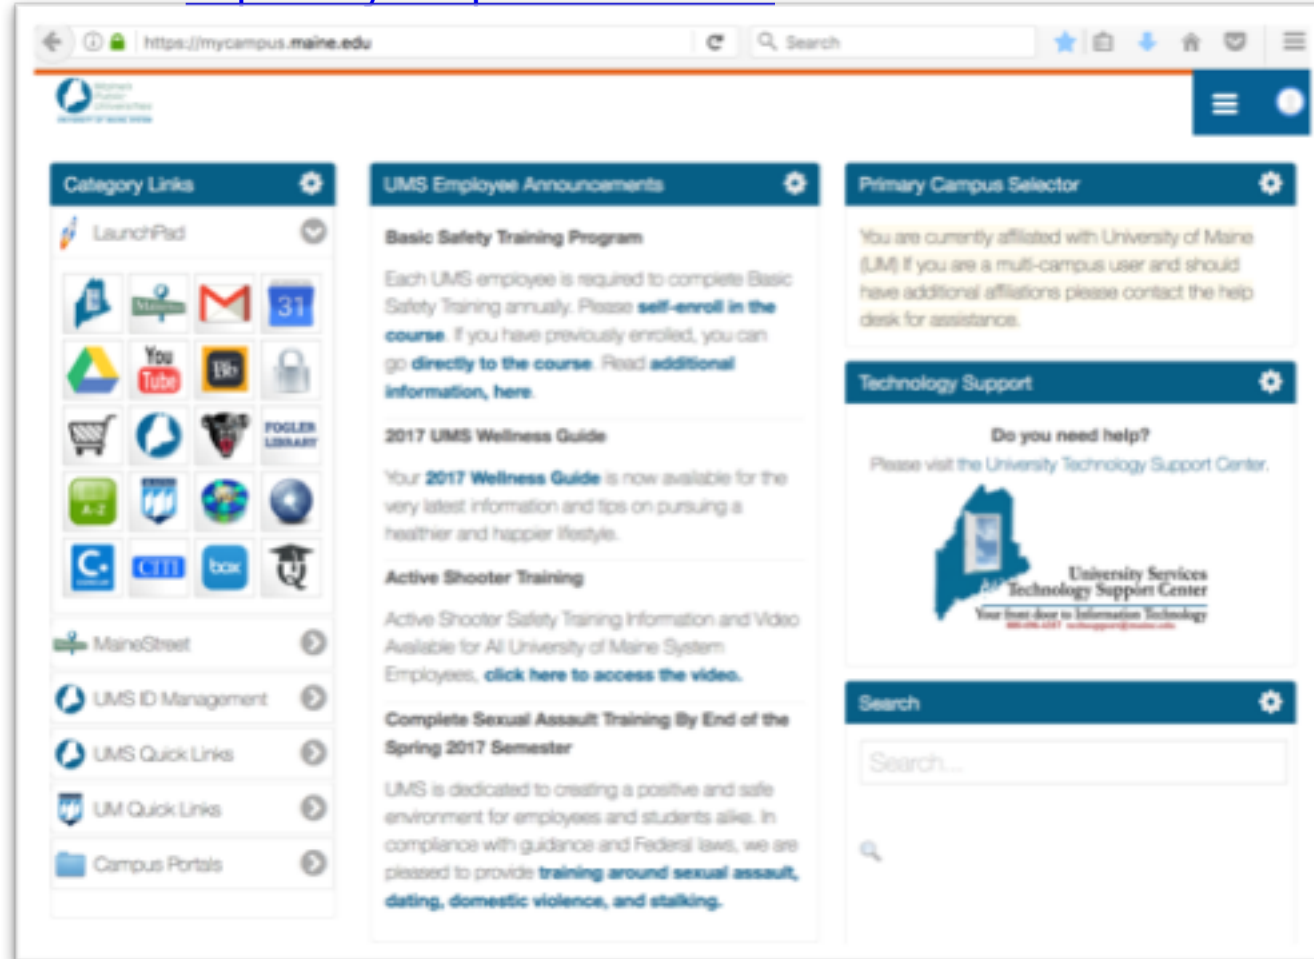 https://mycampus.maine.edu
Search
Category Links
LaunchPad
31
You
Tube
Bb
FOGLER
LIBRARY
A-Z
C.
CITI
box
MaineStreet
UMS ID Management
UMS Quick Links
UM Quick Links
Campus Portals
UMS Employee Announcements
Basic Safety Training Program
Each UMS employee is required to complete Basic
Safety Training annually. Please self-enroll in the
course. If you have previously enrolled, you can
go directly to the course. Read additional
information, here.
2017 UMS Wellness Guide
Your 2017 Wellness Guide is now available for the
very latest information and tips on pursuing a
healthier and happier lifestyle.
Active Shooter Training
Active Shooter Safety Training Information and Video
Available for All University of Maine System
Employees, click here to access the video.
Complete Sexual Assault Training By End of the
Spring 2017 Semester
UMS is dedicated to creating a positive and safe
environment for employees and students alike. In
compliance with guidance and Federal laws, we are
pleased to provide training around sexual assault,
dating, domestic violence, and stalking.
Primary Campus Selector
You are currently affiliated with University of Maine
(UM) If you are a multi-campus user and should
have additional affiliations please contact the help
desk for assistance.
Technology Support
Do you need help?
Please visit the University Technology Support Center.
University Services
Technology Support Center
Your front door to Information Technology
Search
Search...